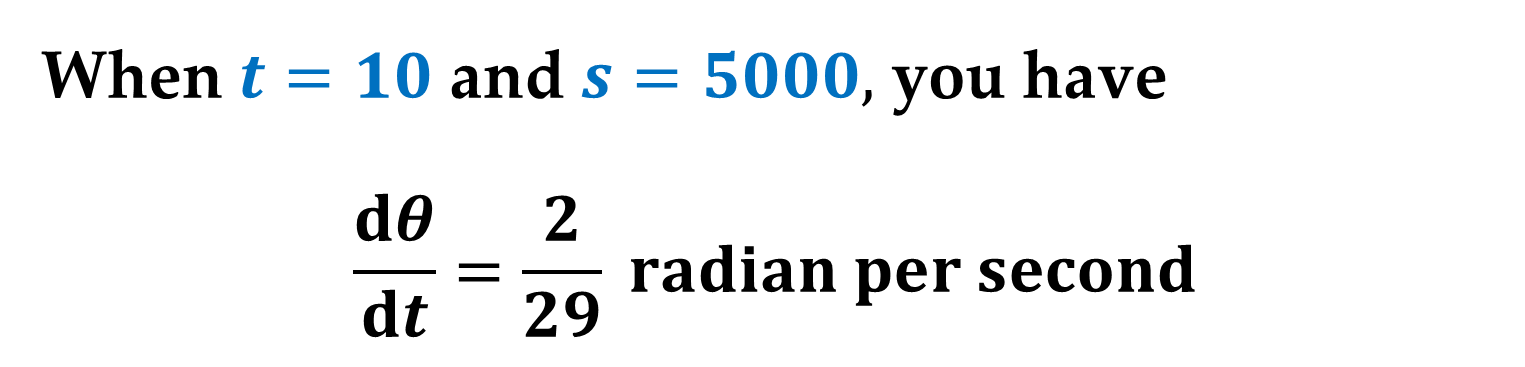 When t = 10 and s = 5000, you have
dθ/dt = 2/29 radian per second